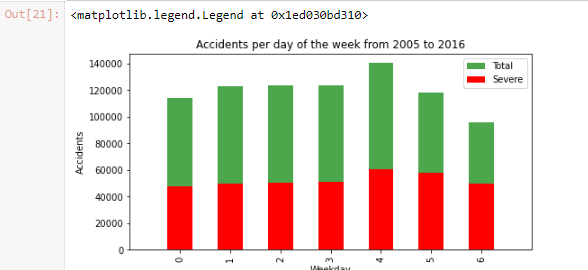 Out[21]: <matplotlib.legend.Legend at 0x1ed030bd310>
Accidents per day of the week from 2005 to 2016
Total
Severe
140000
120000
100000
80000
60000
40000
20000
0
Accidents
0 1 2 3 4 5 6
Weekday